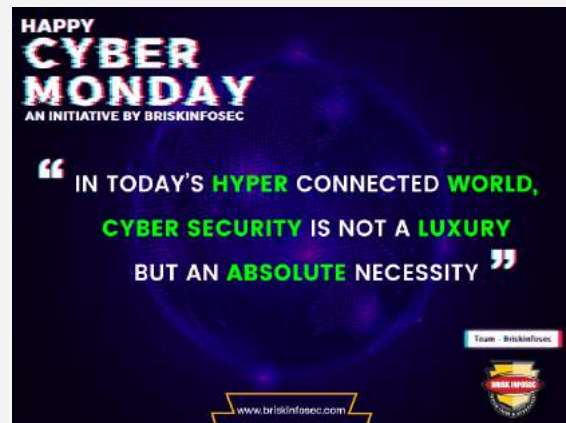 HAPPY
CYBER
MONDAY
AN INITIATIVE BY BRISKINFOSEC
“ IN TODAY'S HYPER CONNECTED WORLD,
CYBER SECURITY IS NOT A LUXURY
BUT AN ABSOLUTE NECESSITY ”
Team - Briskinfosec
BRISK INFOSEC
www.briskinfosec.com